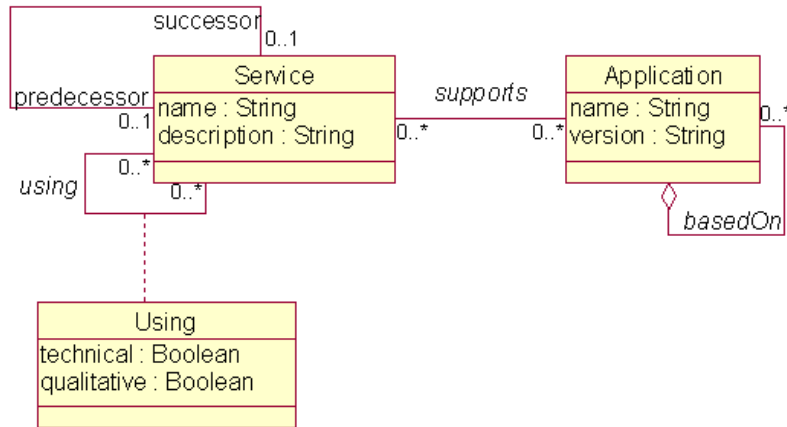 successor
0..1
Service
name : String
description : String
predecessor
0..1
supports
0..*
0..*
Application
name : String
version : String
0..*
basedOn
using
0..*
0..*
Using
technical : Boolean
qualitative : Boolean